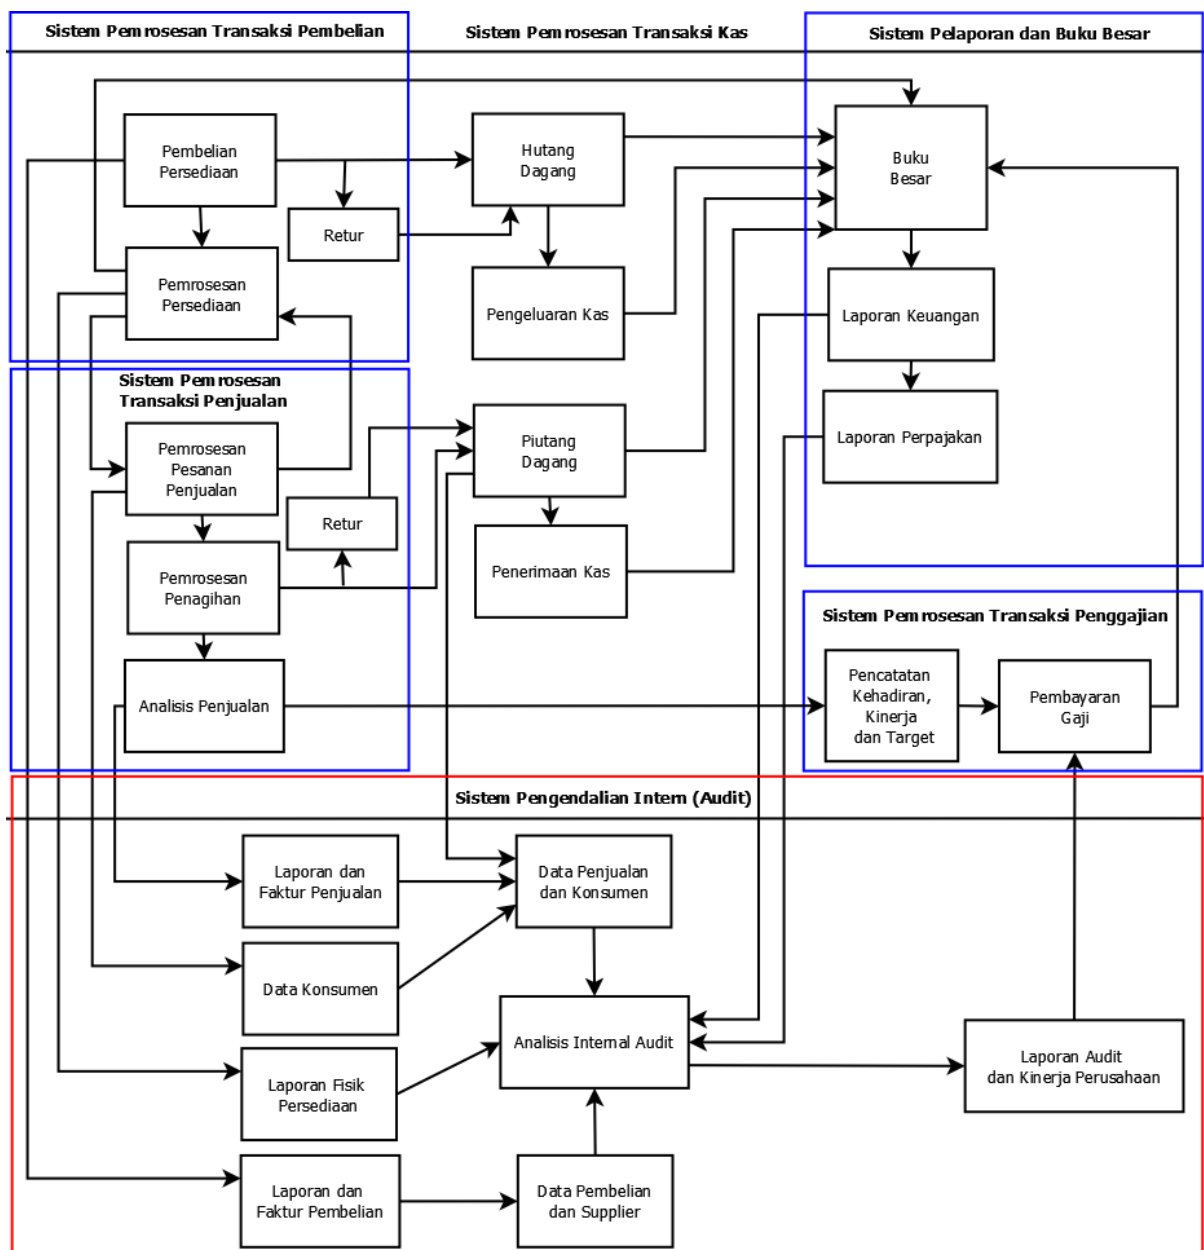 Sistem Pemrosesan Transaksi Pembelian
Sistem Pemrosesan Transaksi Kas
Sistem Pelaporan dan Buku Besar
Pembelian
Persediaan
Hutang
Dagang
Buku
Besar
Retur
Pemrosesan
Persediaan
Pengeluaran Kas
Laporan Keuangan
Sistem Pemrosesan
Transaksi Penjualan
Laporan Perpajakan
Pemrosesan
Pesanan
Penjualan
Piutang
Dagang
Retur
Pemrosesan
Penagihan
Penerimaan Kas
Sistem Pemrosesan Transaksi Penggajian
Analisis Penjualan
Pencatatan
Kehadiran,
Kinerja
dan Target
Pembayaran
Gaji
Sistem Pengendalian Intern (Audit)
Laporan dan
Faktur Penjualan
Data Penjualan
dan Konsumen
Data Konsumen
Analisis Internal Audit
Laporan Fisik
Persediaan
Laporan Audit
dan Kinerja Perusahaan
Laporan dan
Faktur Pembelian
Data Pembelian
dan Supplier